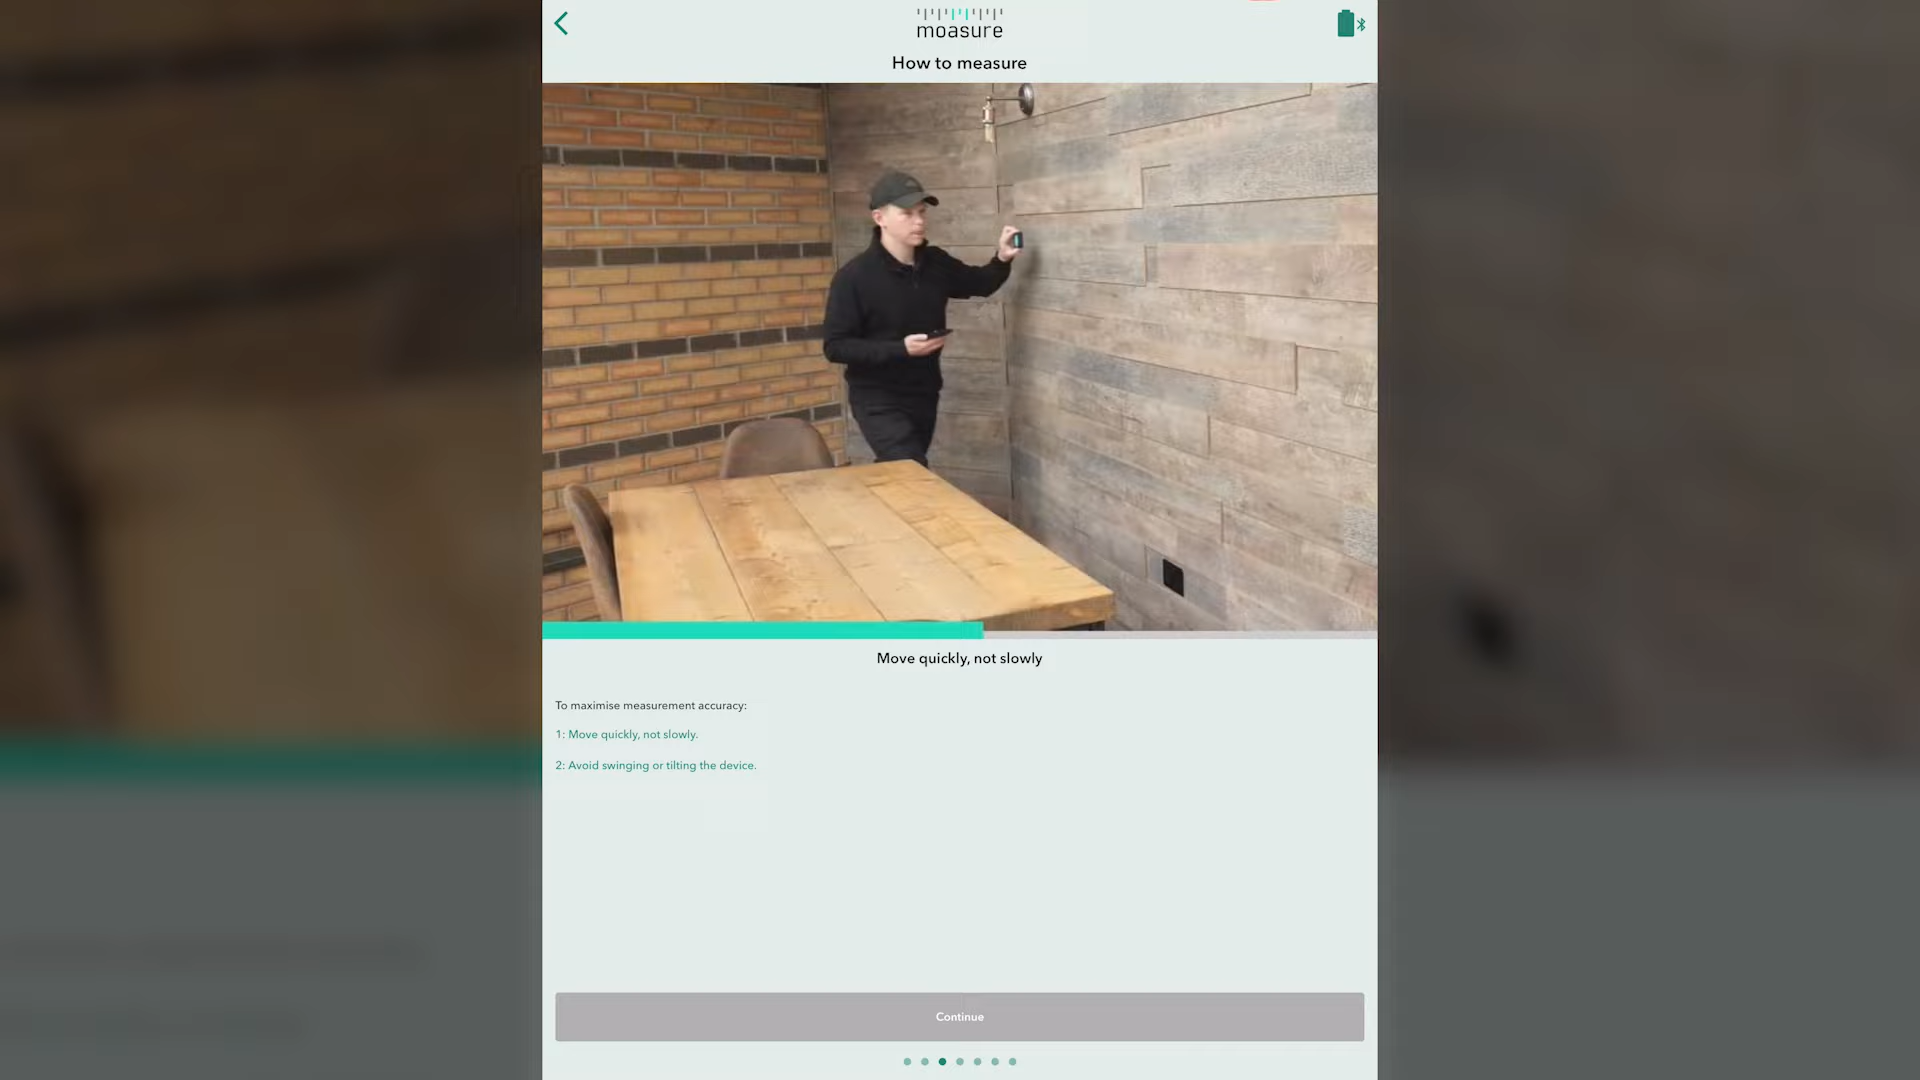 moasure
How to measure
Move quickly, not slowly
To maximise measurement accuracy:
1: Move quickly, not slowly.
2: Avoid swinging or tilting the device.
Continue